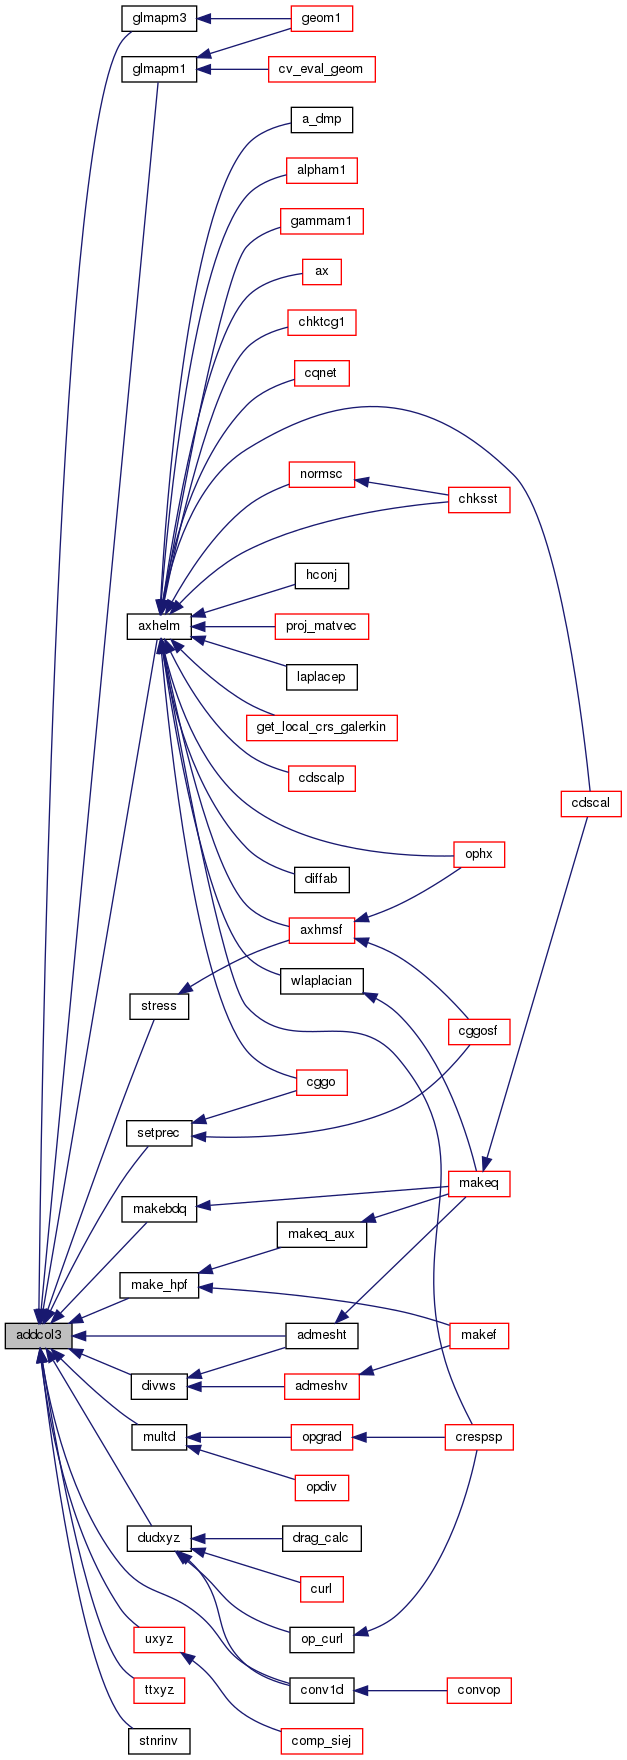 glmapm3
geom1
glmapm1
cv_eval_geom
a_dmp
alpham1
gammam1
ax
chktcg1
cqnet
normsc
chksst
hconj
axhelm
proj_matvec
laplacep
get_local_crs_galerkin
cdscalp
cdscal
ophx
diffab
axhmsf
wlaplacian
stress
cggosf
cggo
setprec
makeq
makebdq
makeq_aux
make_hpf
addcol3
admesht
makef
divws
admeshv
multd
opgrad
crespsp
opdiv
dudxyz
drag_calc
curl
uxyz
op_curl
ttxyz
conv1d
convop
stnrinv
comp_siej